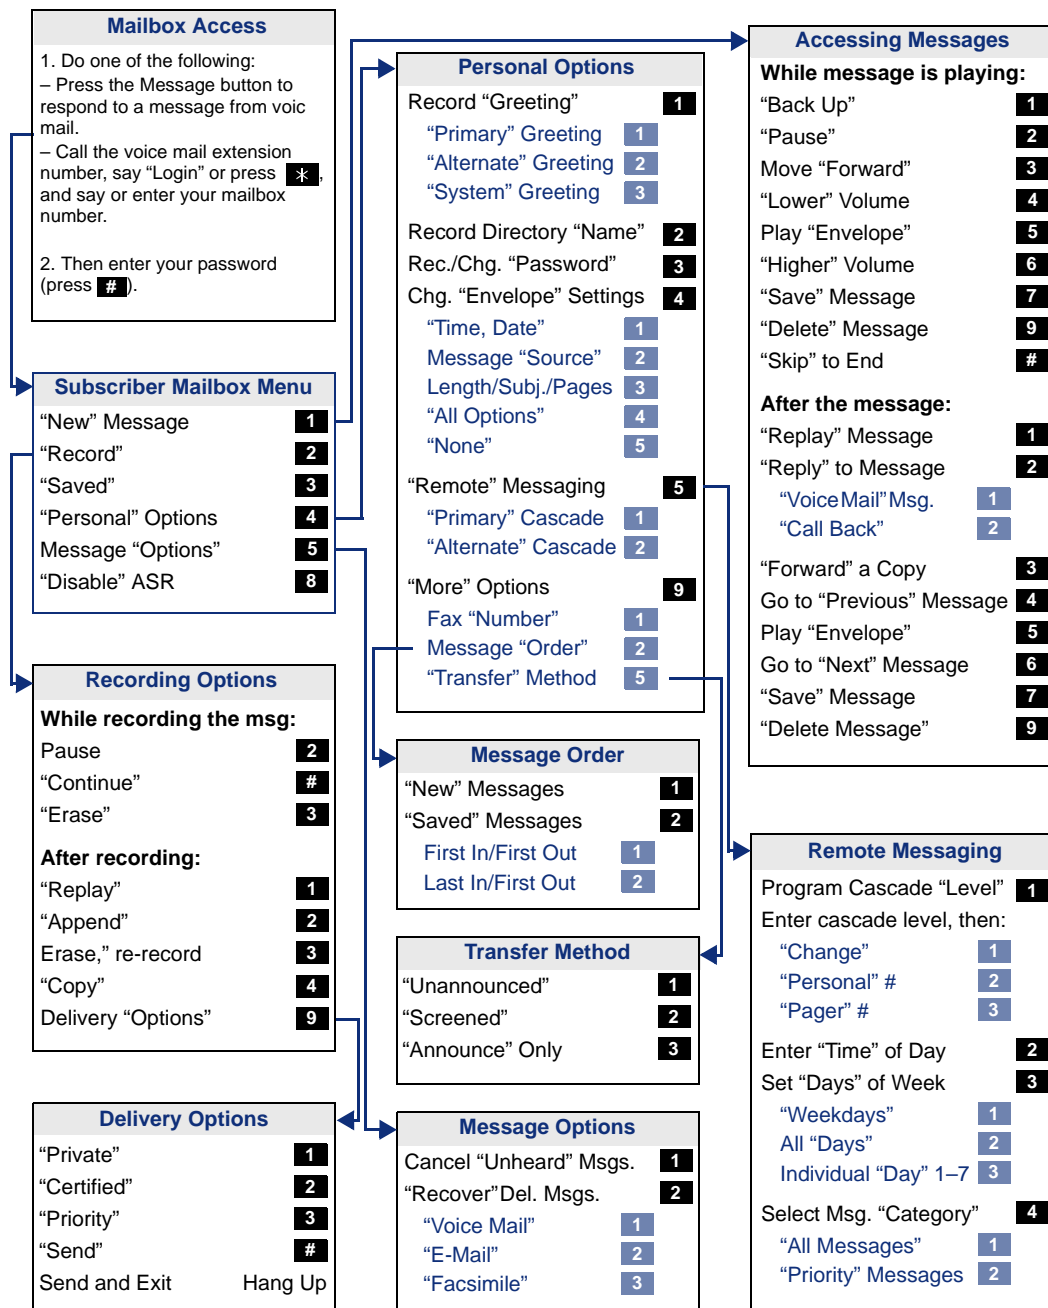 Mailbox Access
1. Do one of the following:
– Press the Message button to
respond to a message from voic
mail.
– Call the voice mail extension
number, say “Login” or press *,
and say or enter your mailbox
number.
2. Then enter your password
(press #).
Subscriber Mailbox Menu
“New” Message 1
“Record” 2
“Saved” 3
“Personal” Options 4
Message “Options” 5
“Disable” ASR 8
Recording Options
While recording the msg:
Pause 2
“Continue” #
“Erase” 3
After recording:
“Replay” 1
“Append” 2
Erase,” re-record 3
“Copy” 4
Delivery “Options” 9
Delivery Options
“Private” 1
“Certified” 2
“Priority” 3
“Send” #
Send and Exit Hang Up
Personal Options
Record “Greeting” 1
“Primary” Greeting 1
“Alternate” Greeting 2
“System” Greeting 3
Record Directory “Name” 2
Rec./Chg. “Password” 3
Chg. “Envelope” Settings 4
“Time, Date” 1
Message “Source” 2
Length/Subj./Pages 3
“All Options” 4
“None” 5
“Remote” Messaging 5
“Primary” Cascade 1
“Alternate” Cascade 2
“More” Options 9
Fax “Number” 1
Message “Order” 2
“Transfer” Method 5
Message Order
“New” Messages 1
“Saved” Messages 2
First In/First Out 1
Last In/First Out 2
Transfer Method
“Unannounced” 1
“Screened” 2
“Announce” Only 3
Message Options
Cancel “Unheard” Msgs. 1
“Recover”Del. Msgs. 2
“Voice Mail” 1
“E-Mail” 2
“Facsimile” 3
Accessing Messages
While message is playing:
“Back Up” 1
“Pause” 2
Move “Forward” 3
“Lower” Volume 4
Play “Envelope” 5
“Higher” Volume 6
“Save” Message 7
“Delete” Message 9
“Skip” to End #
After the message:
“Replay” Message 1
“Reply” to Message 2
“Voice Mail” Msg. 1
“Call Back” 2
“Forward” a Copy 3
Go to “Previous” Message 4
Play “Envelope” 5
Go to “Next” Message 6
“Save” Message 7
“Delete Message” 9
Remote Messaging
Program Cascade “Level” 1
Enter cascade level, then:
“Change” 1
“Personal” # 2
“Pager” # 3
Enter “Time” of Day 2
Set “Days” of Week 3
“Weekdays” 1
All “Days” 2
Individual “Day” 1–7 3
Select Msg. “Category” 4
“All Messages” 1
“Priority” Messages 2